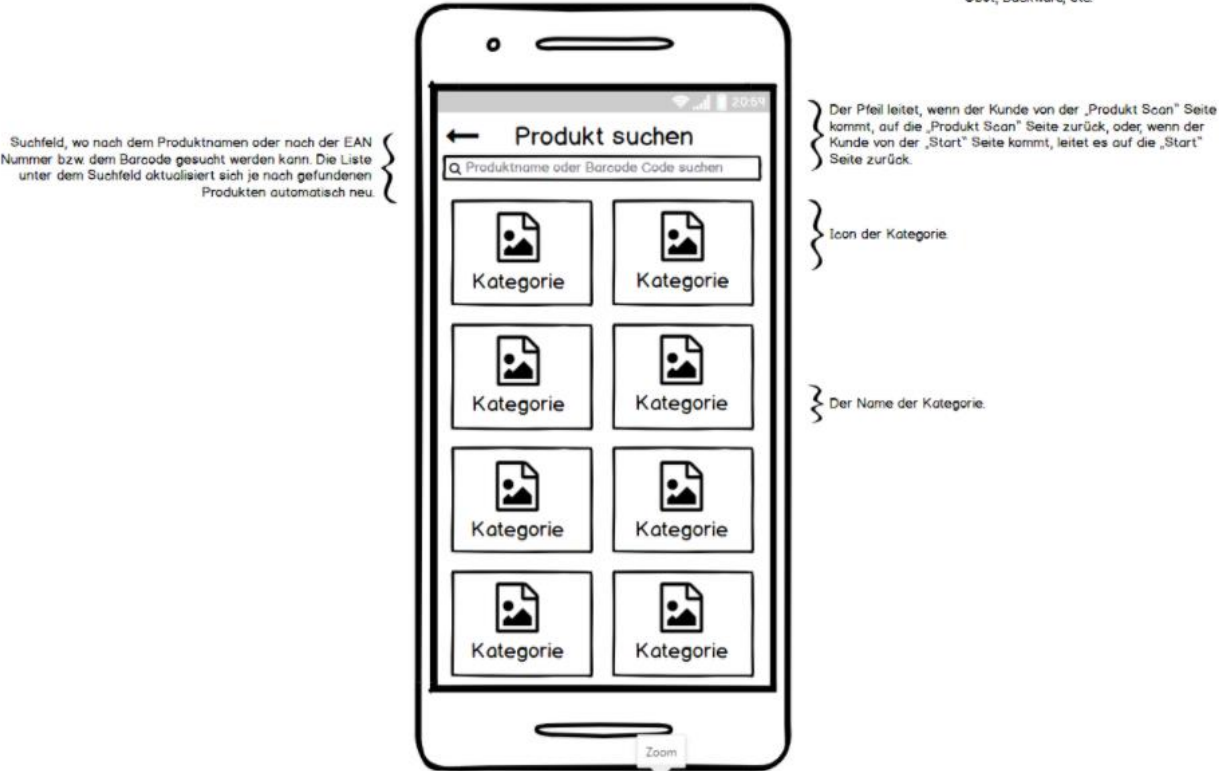 20:59
Produkt suchen
Produktname oder Barcode Code suchen
Kategorie Kategorie
Kategorie Kategorie
Kategorie Kategorie
Kategorie Kategorie
Zoom
Suchfeld, wo nach dem Produktnamen oder nach der EAN
Nummer bzw. dem Barcode gesucht werden kann. Die Liste
unter dem Suchfeld aktualisiert sich je nach gefundenen
Produkten automatisch neu.
Der Pfeil leitet, wenn der Kunde von der „Produkt Scan" Seite
kommt, auf die „Produkt Scan" Seite zurück, oder, wenn der
Kunde von der „Start" Seite kommt, leitet es auf die „Start"
Seite zurück.
Icon der Kategorie.
Der Name der Kategorie.